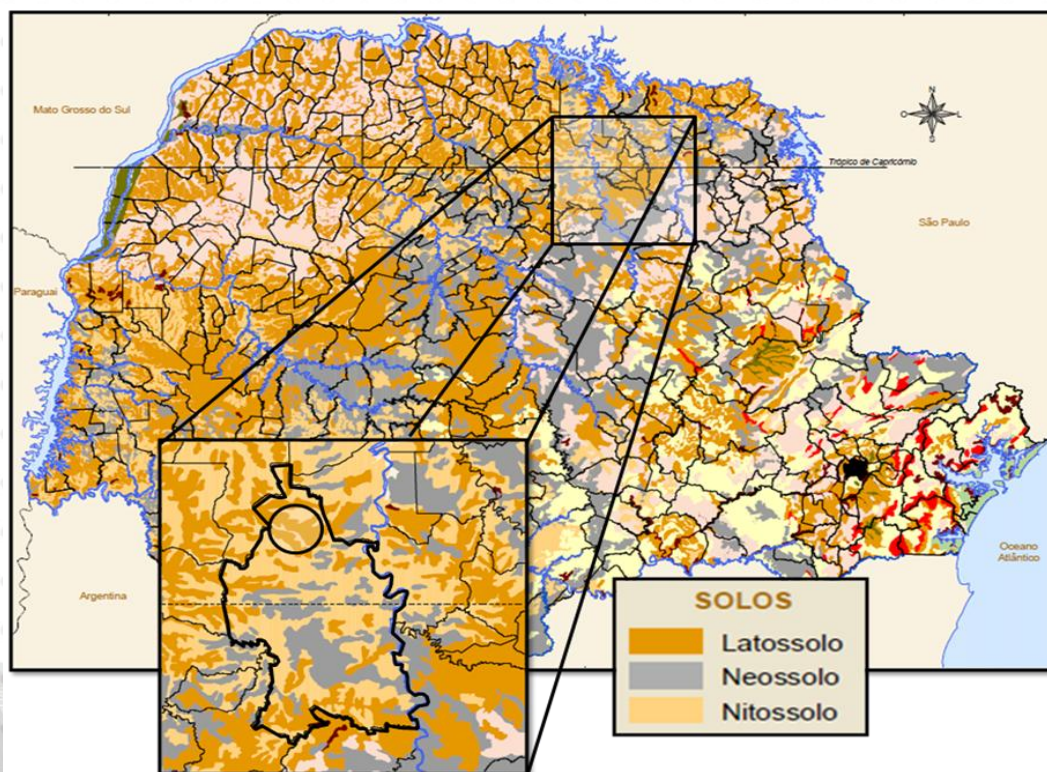 Mato Grosso do Sul
N
O
L
S
Trópico de Capricórnio
São Paulo
Paraguai
Argentina
Oceano
Atlântico
SOLOS
Latossolo
Neossolo
Nitossolo